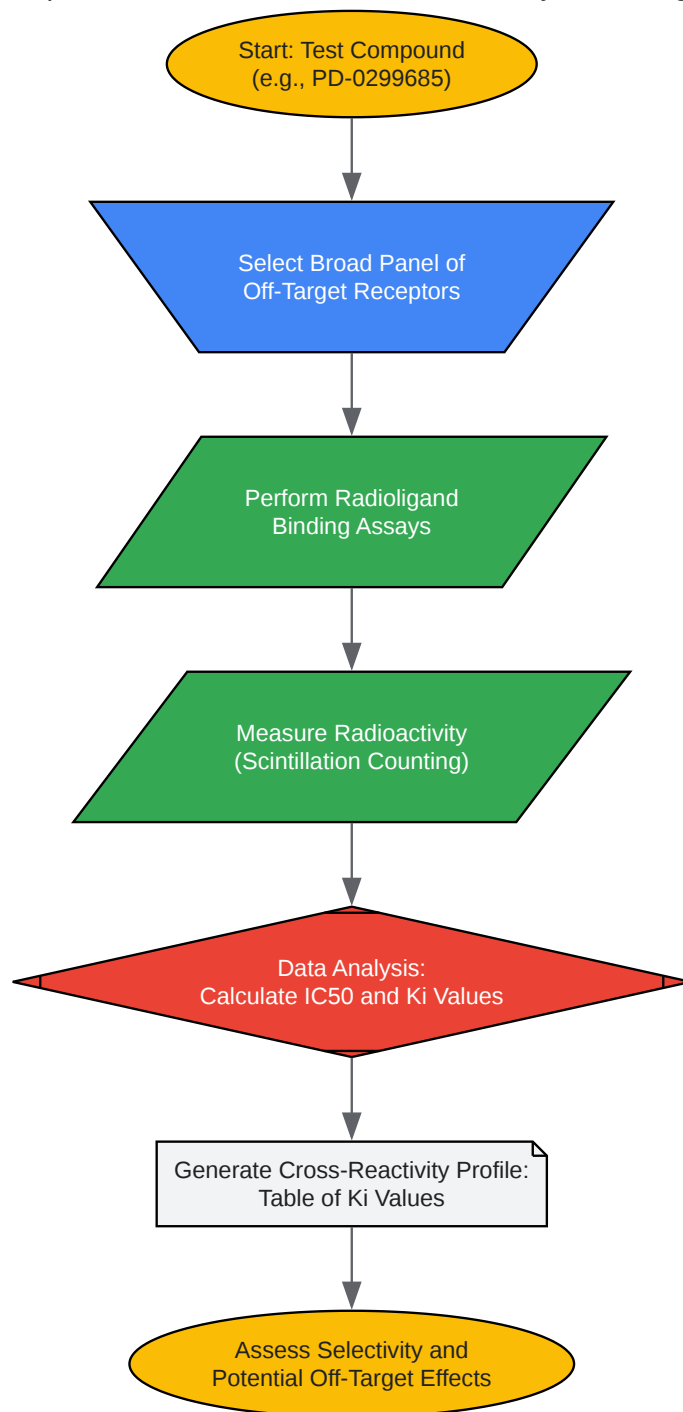 Start: Test Compound
(e.g., PD-0299685)
Select Broad Panel of
Off-Target Receptors
Perform Radioligand
Binding Assays
Measure Radioactivity
(Scintillation Counting)
Data Analysis:
Calculate IC50 and Ki Values
Generate Cross-Reactivity Profile:
Table of Ki Values
Assess Selectivity and
Potential Off-Target Effects